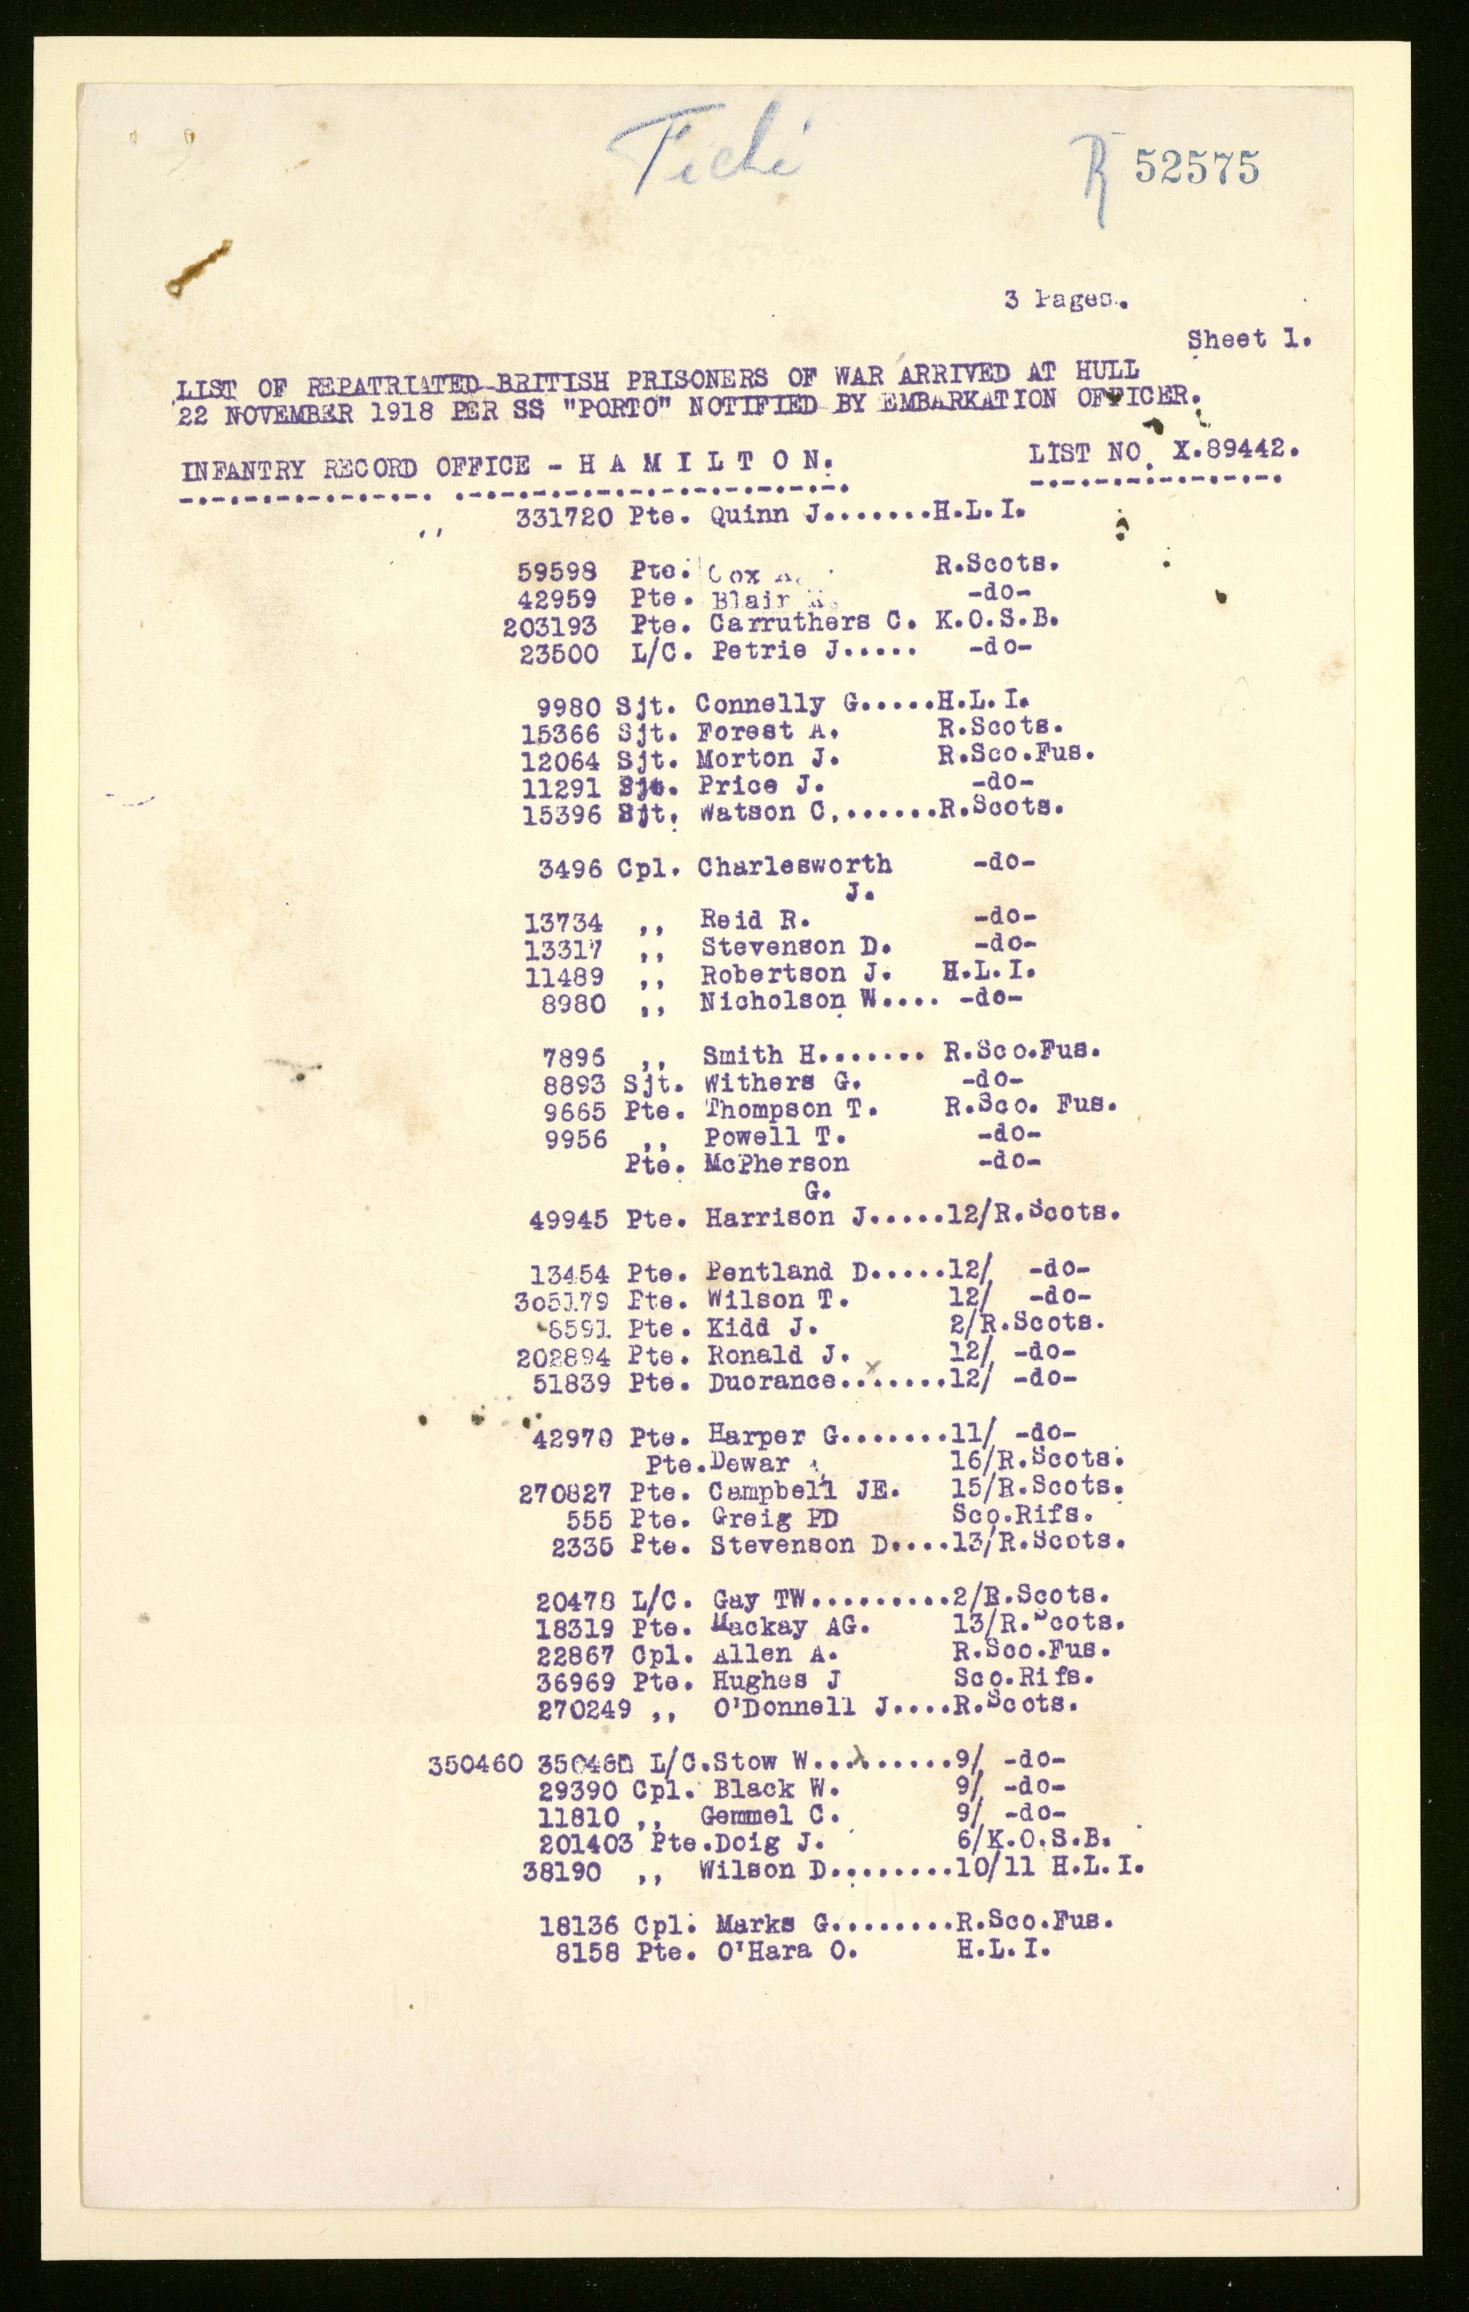 R 52575
3 Pages.
Sheet 1.
LIST OF REPATRIATED BRITISH PRISONERS OF WAR ARRIVED AT HULL
22 NOVEMBER 1918 PER SS "PORTO" NOTIFIED BY EMBARKATION OFFICER.
INFANTRY RECORD OFFICE - H A M I L T O N. LIST NO. X.89442.
331720 Pte. Quinn J.......H.L.I.
59598 Pte. Cox R.Scots.
42959 Pte. Blair -do-
203193 Pte. Carruthers C. K.O.S.B.
23500 L/C. Petrie J..... -do-
9980 Sjt. Connelly G.....H.L.I.
15366 Sjt. Forest A. R.Scots.
12064 Sjt. Morton J. R.Sco.Fus.
11291 Sjt. Price J. -do-
15396 Sjt. Watson C.......R.Scots.
3496 Cpl. Charlesworth -do-
J.
13734 ,, Reid R. -do-
13317 ,, Stevenson D. -do-
11489 ,, Robertson J. H.L.I.
8980 ,, Nicholson W.... -do-
7896 ,, Smith H....... R.Sco.Fus.
8893 Sjt. Withers G. -do-
9665 Pte. Thompson T. R.Sco. Fus.
9956 ,, Powell T. -do-
Pte. McPherson -do-
G.
49945 Pte. Harrison J.....12/R.Scots.
13454 Pte. Pentland D.....12/ -do-
305179 Pte. Wilson T. 12/ -do-
8591 Pte. Kidd J. 2/R.Scots.
202894 Pte. Ronald J. 12/ -do-
51839 Pte. Ducrance.......12/ -do-
42970 Pte. Harper G.......11/ -do-
Pte.Dewar 16/R.Scots.
270827 Pte. Campbell JE. 15/R.Scots.
555 Pte. Greig PD Sco.Rifs.
2335 Pte. Stevenson D....13/R.Scots.
20478 L/C. Gay TW.........2/R.Scots.
18319 Pte. Mackay AG. 13/R.Scots.
22867 Cpl. Allen A. R.Sco.Fus.
36969 Pte. Hughes J Sco.Rifs.
270249 ,, O'Donnell J....R.Scots.
350460 L/C.Stow W.........9/ -do-
29390 Cpl. Black W. 9/ -do-
11810 ,, Gemmel C. 9/ -do-
201403 Pte.Doig J. 6/K.O.S.B.
38190 ,, Wilson D........10/11 H.L.I.
18136 Cpl. Marks G........R.Sco.Fus.
8158 Pte. O'Hara O. H.L.I.